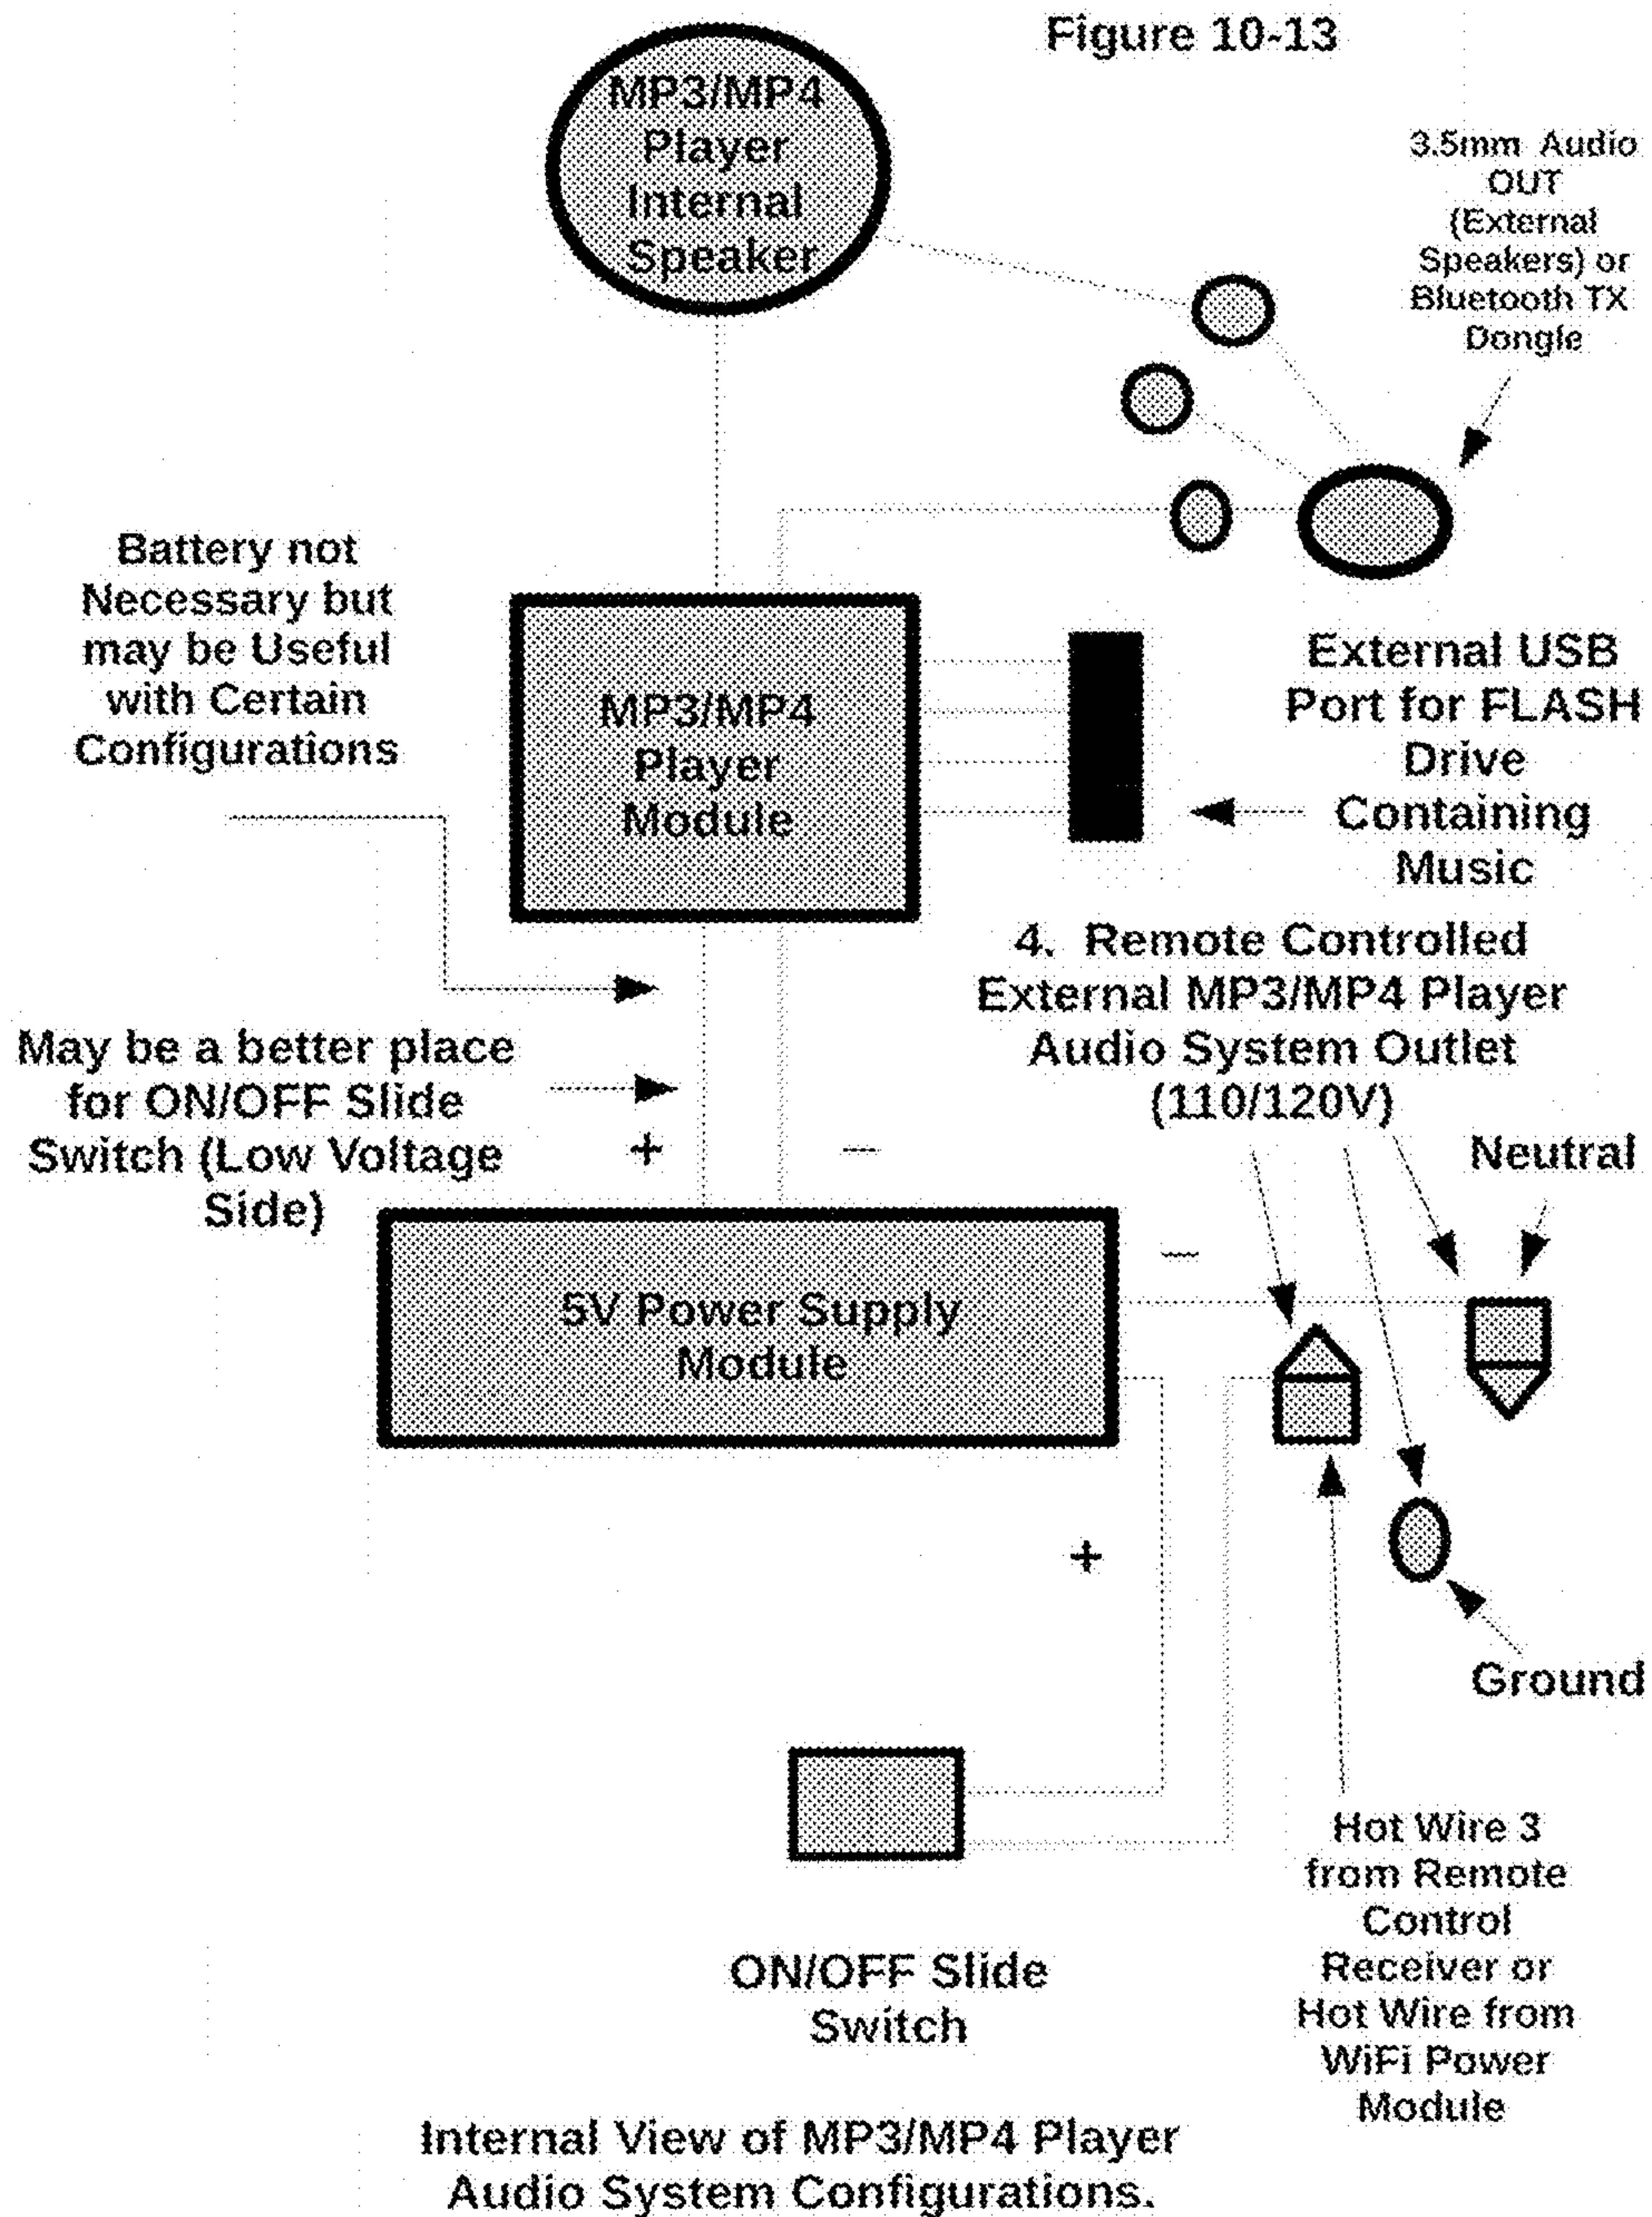 Figure 10-13
MP3/MP4
Player
Internal
Speaker
3.5mm Audio
OUT
(External
Speakers) or
Bluetooth TX
Dongle
Battery not
Necessary but
may be Useful
with Certain
Configurations
MP3/MP4
Player
Module
External USB
Port for FLASH
Drive
Containing
Music
4. Remote Controlled
External MP3/MP4 Player
Audio System Outlet
(110/120V)
May be a better place
for ON/OFF Slide
Switch (Low Voltage
Side)
+
—
Neutral
5V Power Supply
Module
—
+
Ground
Hot Wire 3
from Remote
Control
Receiver or
Hot Wire from
WiFi Power
Module
ON/OFF Slide
Switch
Internal View of MP3/MP4 Player
Audio System Configurations.